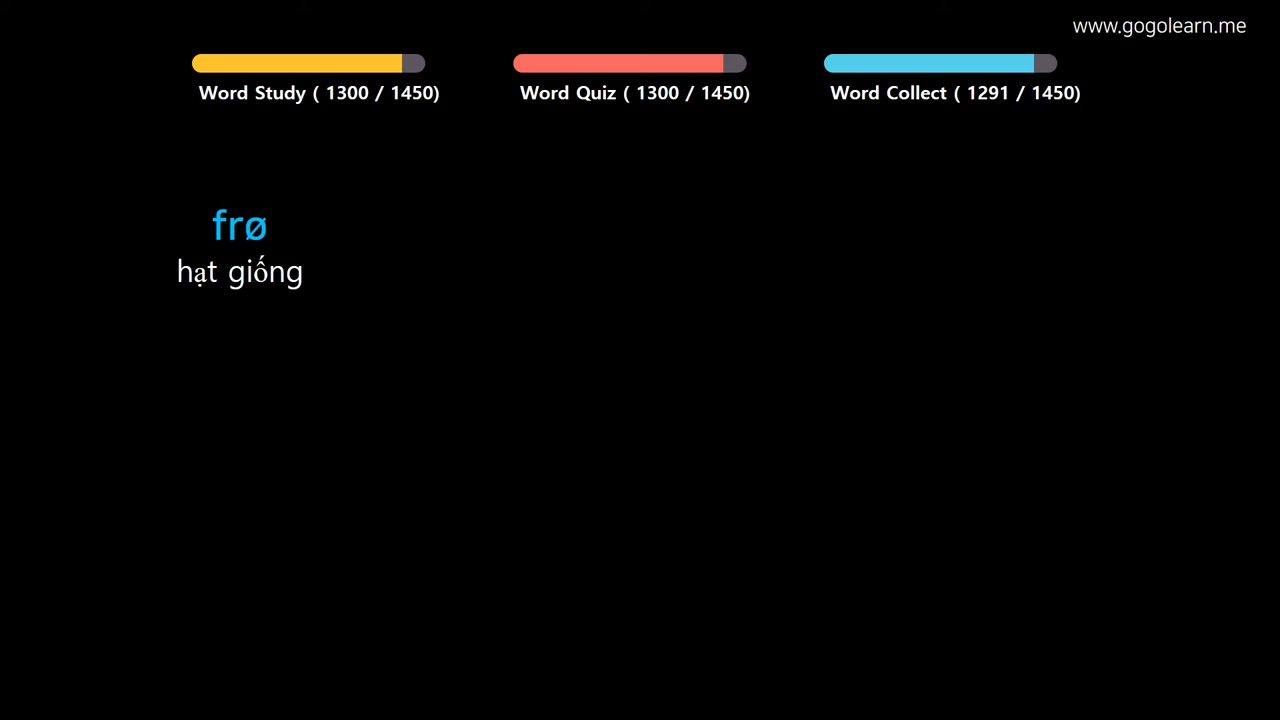 www.gogolearn.me
Word Study ( 1300 / 1450)
Word Quiz ( 1300 / 1450)
Word Collect ( 1291 / 1450)
frø
hạt giống